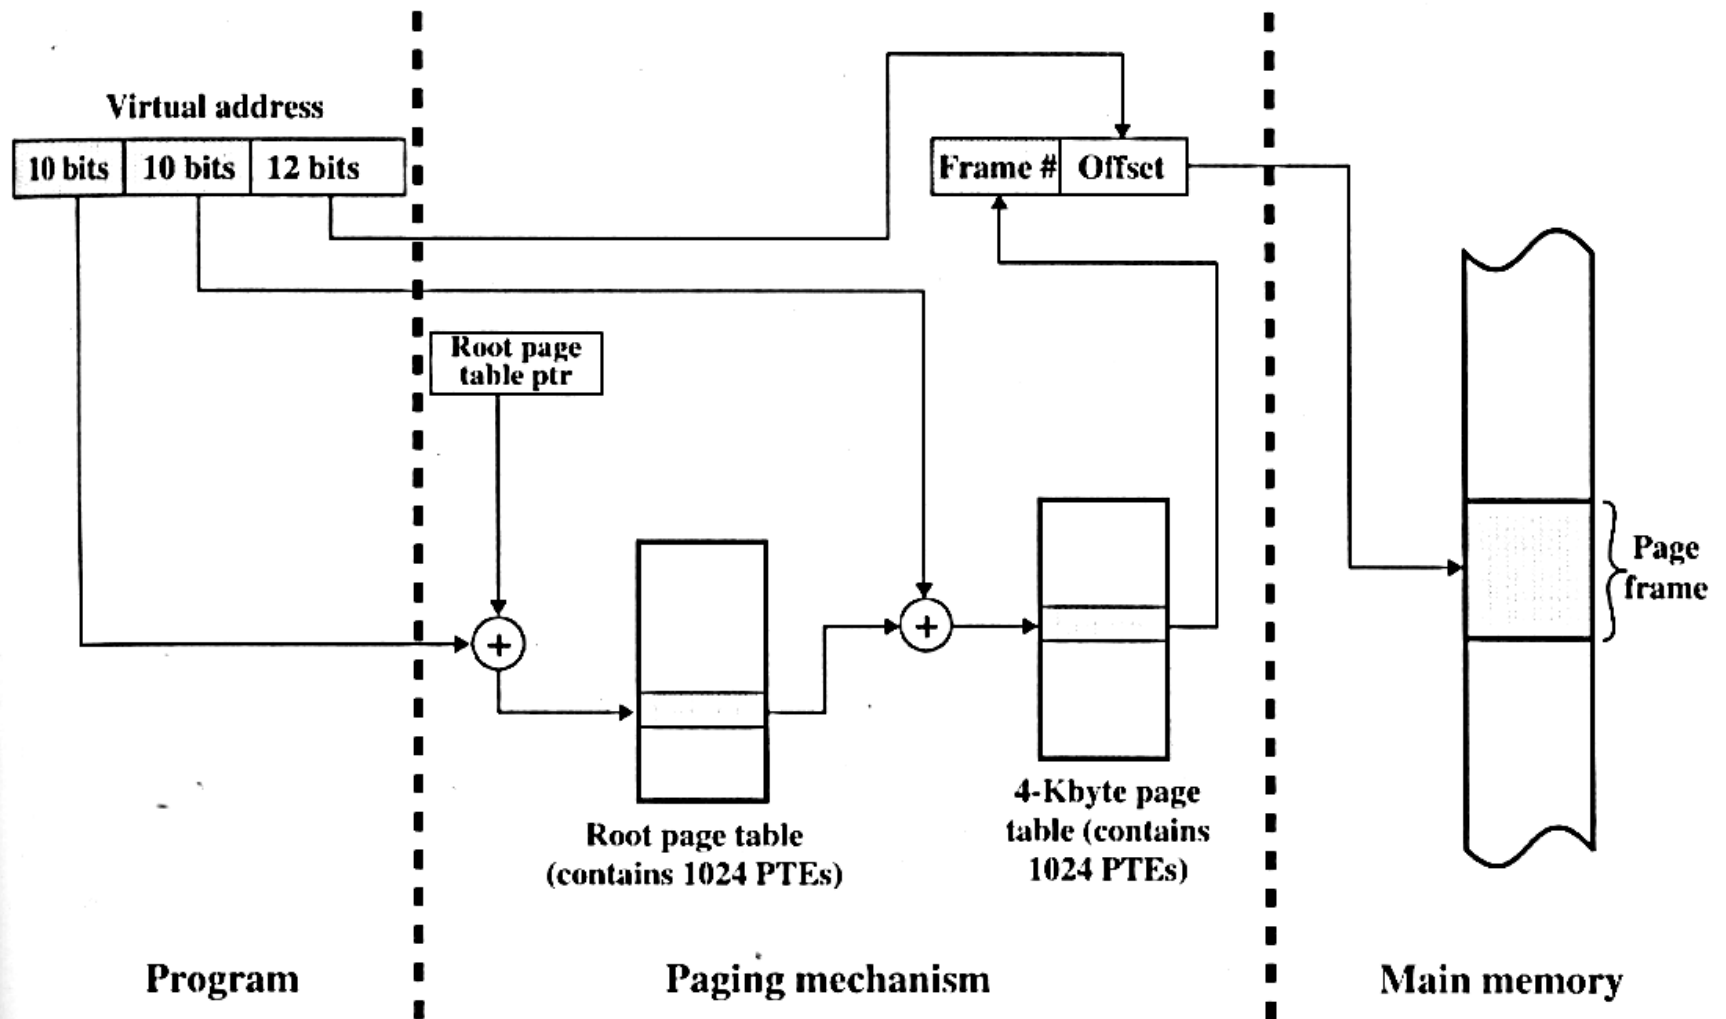 Virtual address
10 bits 10 bits 12 bits
Frame # Offset
Root page
table ptr
+
+
Page
frame
4-Kbyte page
table (contains
1024 PTEs)
Root page table
(contains 1024 PTEs)
Program
Paging mechanism
Main memory